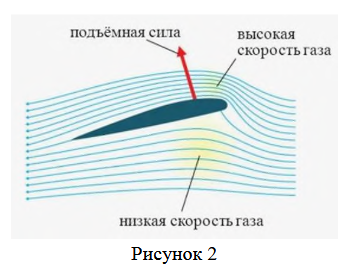 подъёмная сила
высокая
скорость газа
низкая скорость газа
Рисунок 2